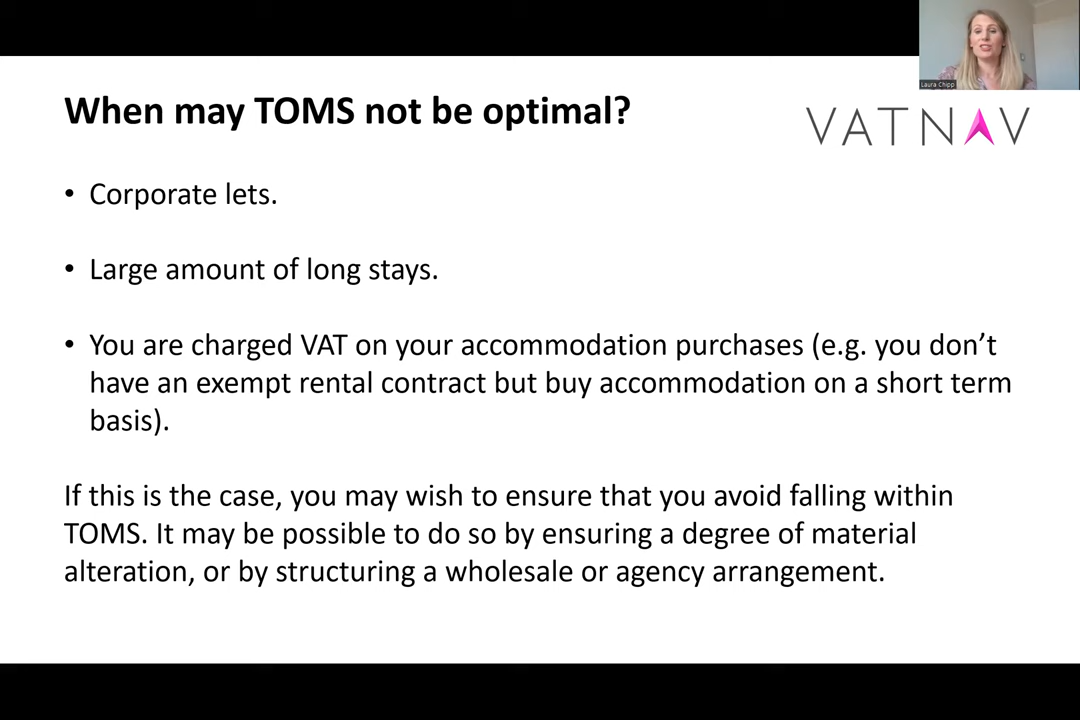 Laura Chipp
When may TOMS not be optimal?
VATNAV
• Corporate lets.
• Large amount of long stays.
• You are charged VAT on your accommodation purchases (e.g. you don’t
have an exempt rental contract but buy accommodation on a short term
basis).
If this is the case, you may wish to ensure that you avoid falling within
TOMS. It may be possible to do so by ensuring a degree of material
alteration, or by structuring a wholesale or agency arrangement.